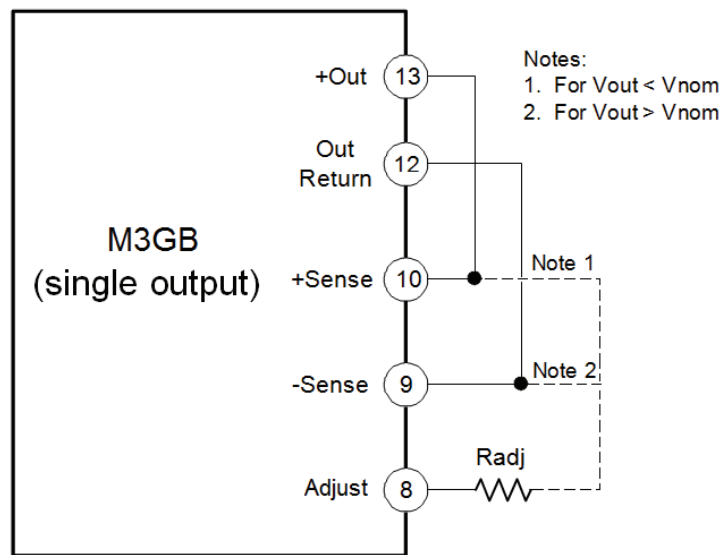 Notes:
1. For Vout < Vnom
2. For Vout > Vnom
+Out
13
Out
Return
12
M3GB
(single output)
+Sense
10
Note 1
-Sense
9
Note 2
Radj
Adjust
8